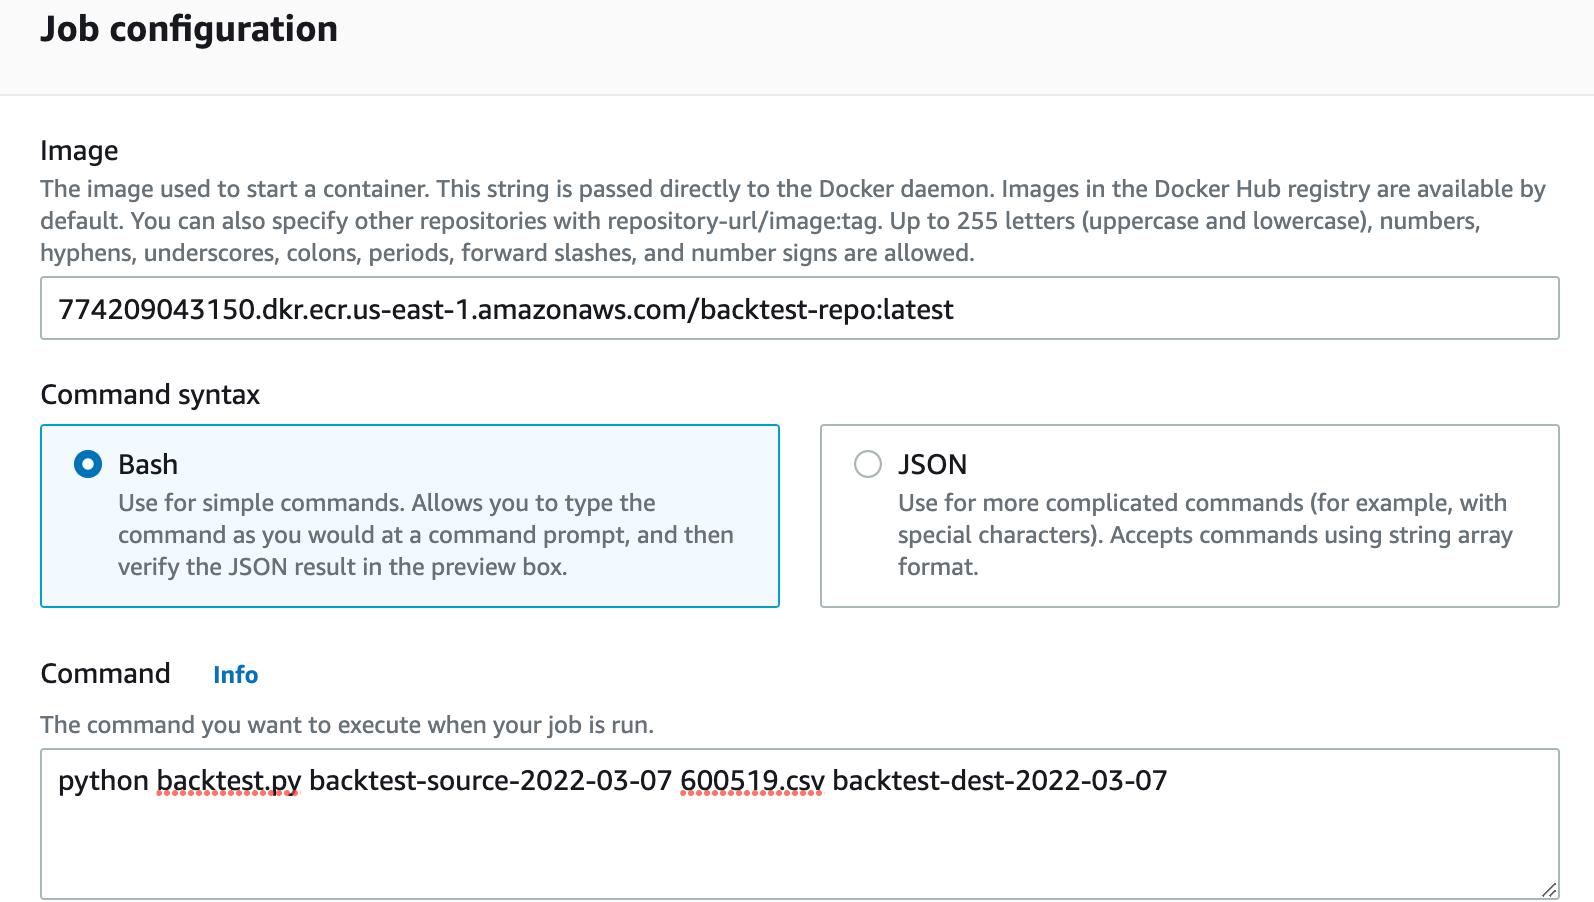 Job configuration
Image
The image used to start a container. This string is passed directly to the Docker daemon. Images in the Docker Hub registry are available by
default. You can also specify other repositories with repository-url/image:tag. Up to 255 letters (uppercase and lowercase), numbers,
hyphens, underscores, colons, periods, forward slashes, and number signs are allowed.
774209043150.dkr.ecr.us-east-1.amazonaws.com/backtest-repo:latest
Command syntax
Bash
Use for simple commands. Allows you to type the
command as you would at a command prompt, and then
verify the JSON result in the preview box.
JSON
Use for more complicated commands (for example, with
special characters). Accepts commands using string array
format.
Command Info
The command you want to execute when your job is run.
python backtest.py backtest-source-2022-03-07 600519.csv backtest-dest-2022-03-07